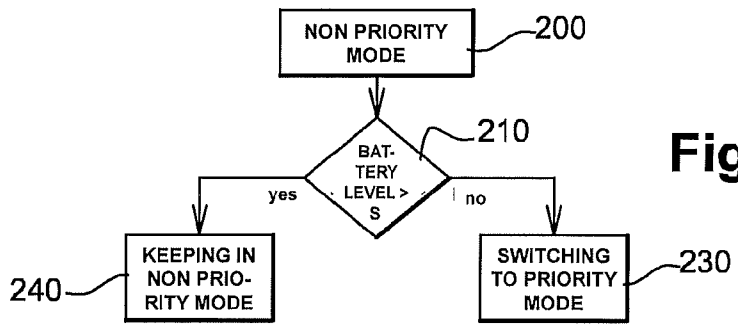 NON PRIORITY
MODE
200
BAT-
TERY
LEVEL >
S
210
Fig
yes
no
KEEPING IN
NON PRIO-
RITY MODE
240
SWITCHING
TO PRIORITY
MODE
230